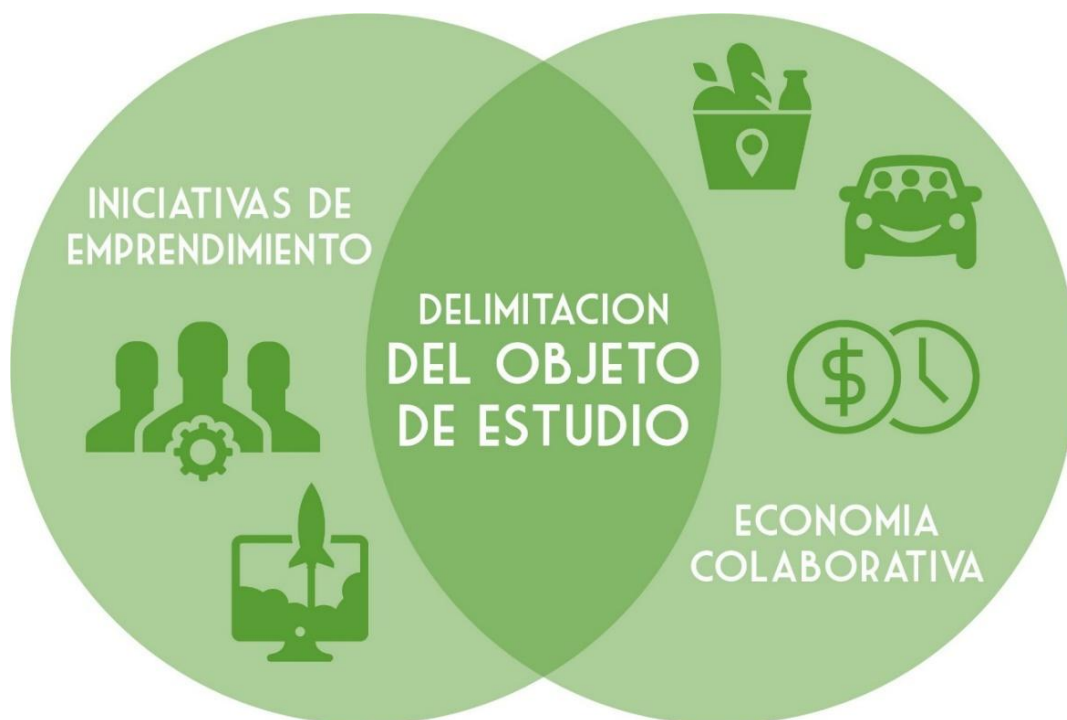 INICIATIVAS DE
EMPRENDIMIENTO
DELIMITACION
DEL OBJETO
DE ESTUDIO
$
ECONOMIA
COLABORATIVA